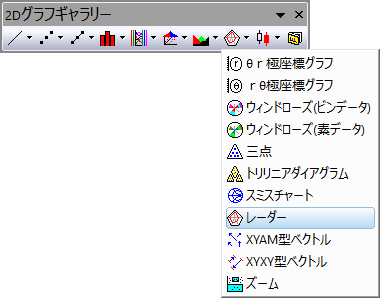 2Dグラフギャラリー
θｒ極座標グラフ
ｒθ極座標グラフ
ウィンドローズ(ビンデータ)
ウィンドローズ(素データ)
三点
トリリニアダイアグラム
スミスチャート
レーダー
XYAM型ベクトル
XYXY型ベクトル
ズーム